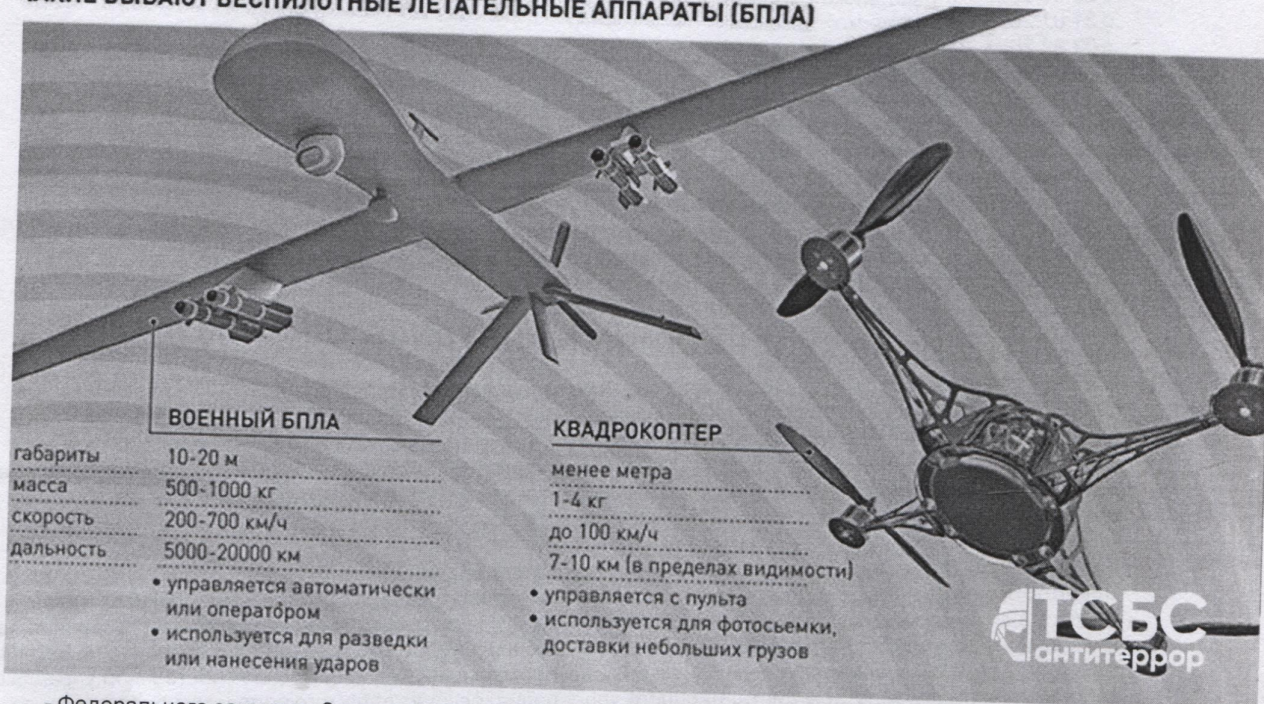 БЫВАЮТ БЕСПИЛОТНЫЕ ЛЕТАТЕЛЬНЫЕ АППАРАТЫ (БПЛА)
ВОЕННЫЙ БПЛА
габариты 10-20 м
масса 500-1000 кг
скорость 200-700 км/ч
дальность 5000-20000 км
• управляется автоматически
или оператором
• используется для разведки
или нанесения ударов
КВАДРОКОПТЕР
менее метра
1-4 кг
до 100 км/ч
7-10 км (в пределах видимости)
• управляется с пульта
• используется для фотосьемки,
доставки небольших грузов
ТСБС
антитеррор
Федерального